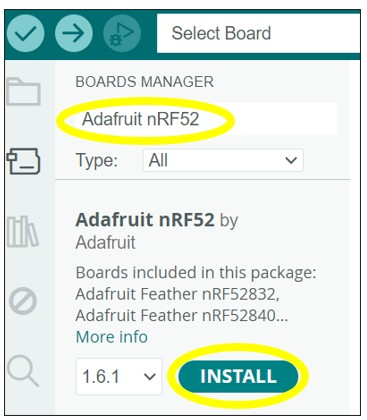 Select Board
BOARDS MANAGER
Adafruit nRF52
Type:
All
Adafruit nRF52 by
Adafruit
Boards included in this package:
Adafruit Feather nRF52832,
Adafruit Feather nRF52840...
More info
1.6.1
INSTALL